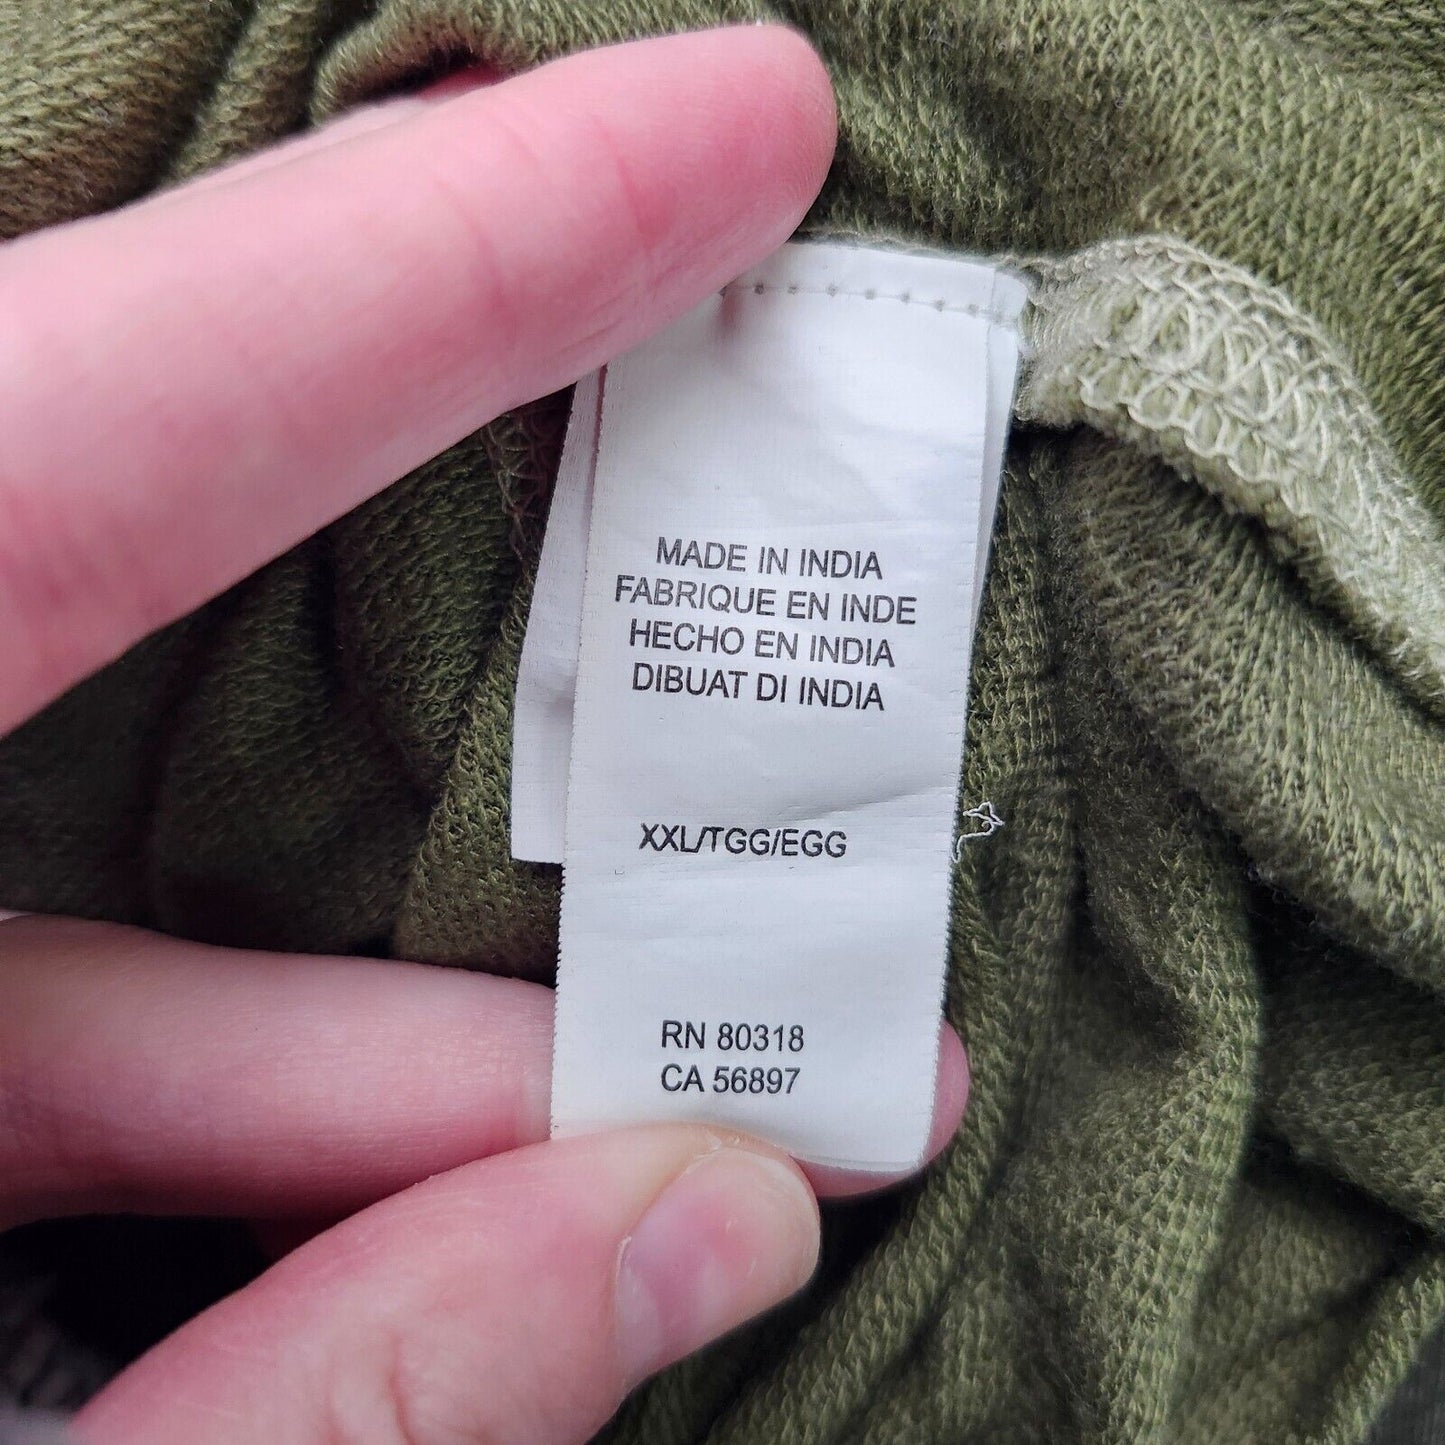 MADE IN INDIA
FABRIQUE EN INDE
HECHO EN INDIA
DIBUAT DI INDIA
XXL/TGG/EGG
RN 80318
CA 56897